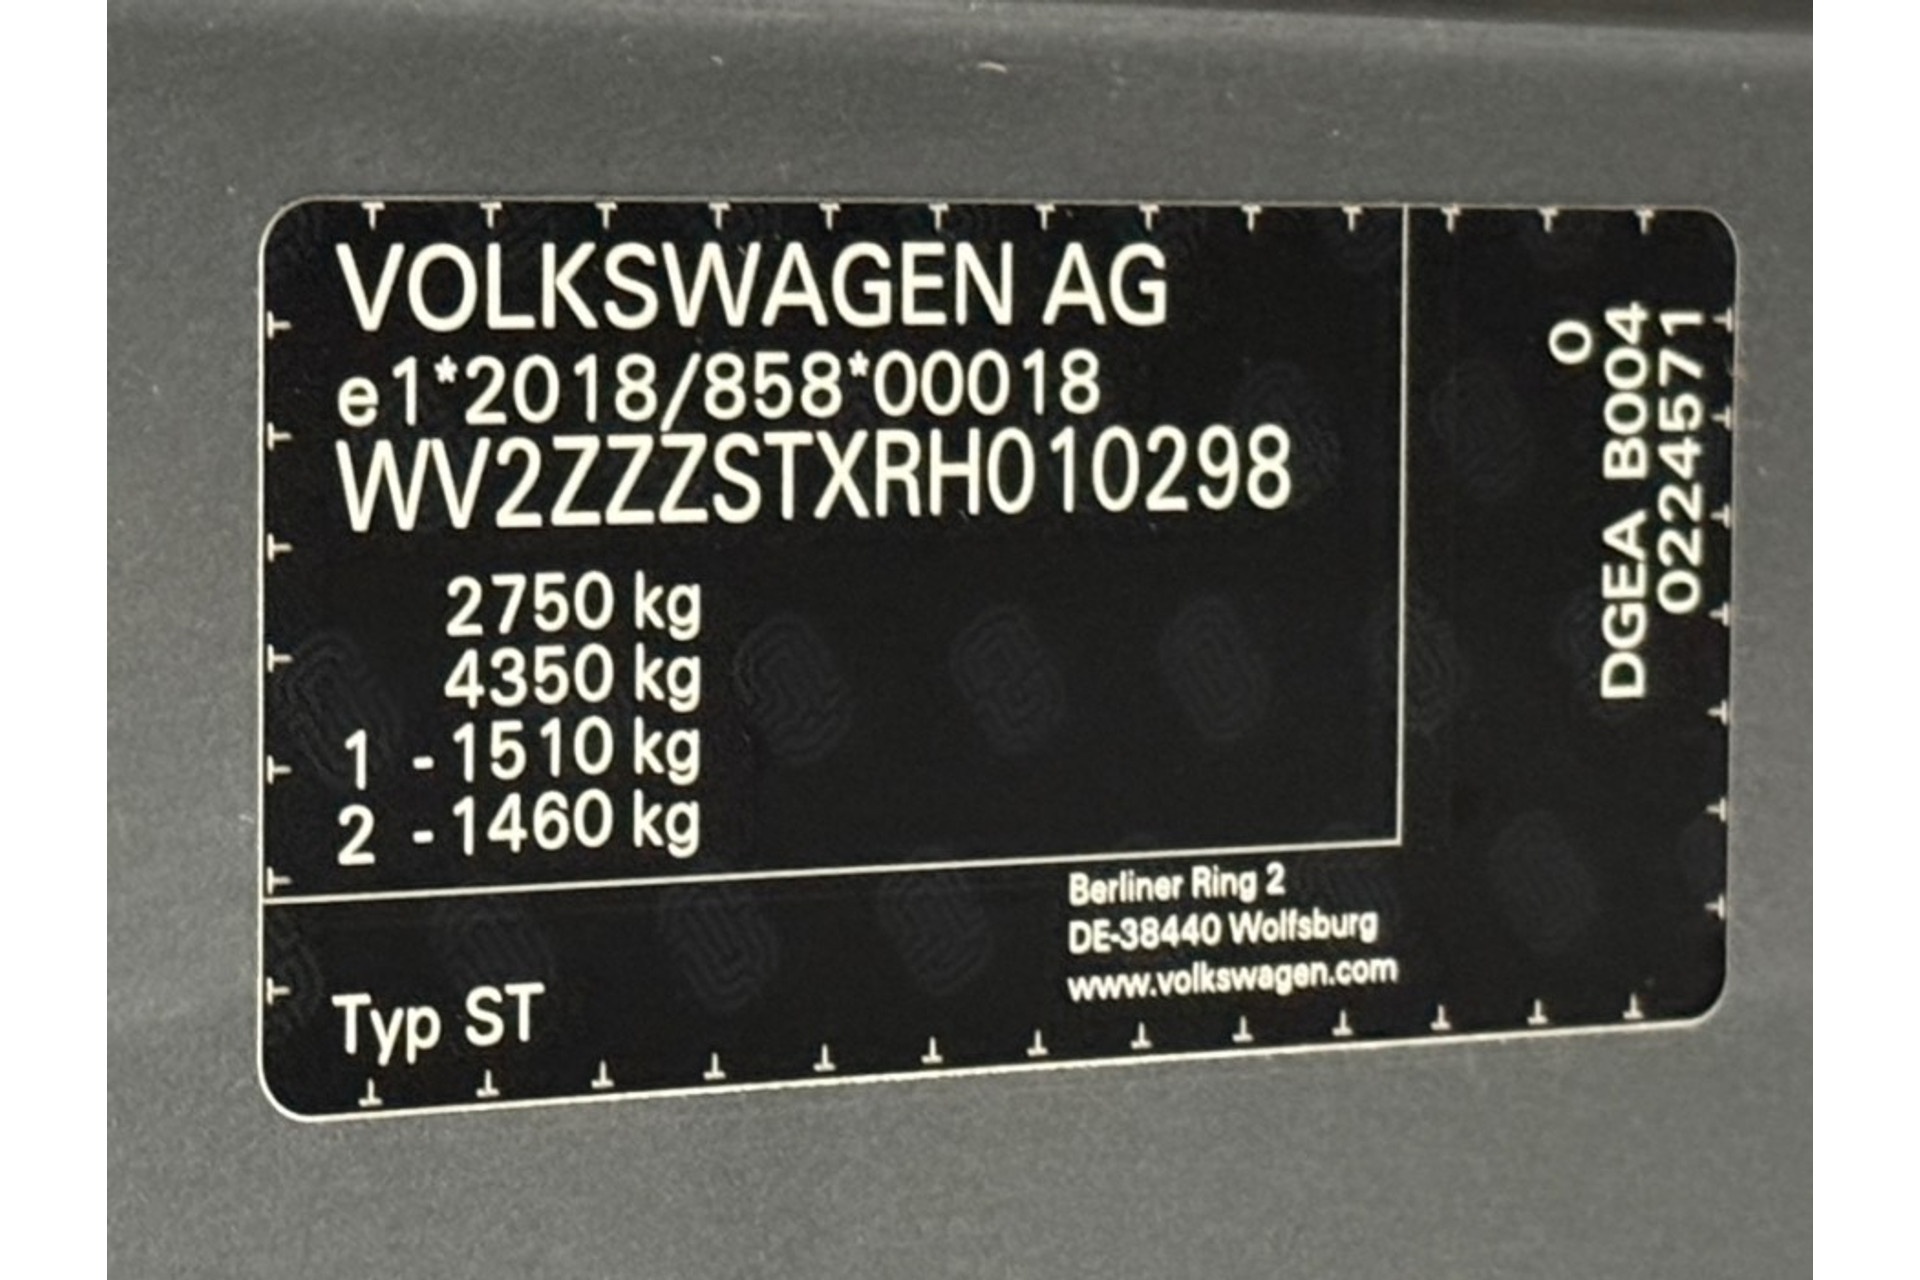 VOLKSWAGEN AG
e1*2018/858*00018
WV2ZZZSTXRH010298
2750 kg
4350 kg
1 - 1510 kg
2 - 1460 kg
Typ ST
Berliner Ring 2
DE-38440 Wolfsburg
www.volkswagen.com
O
DGEA B004
0224571